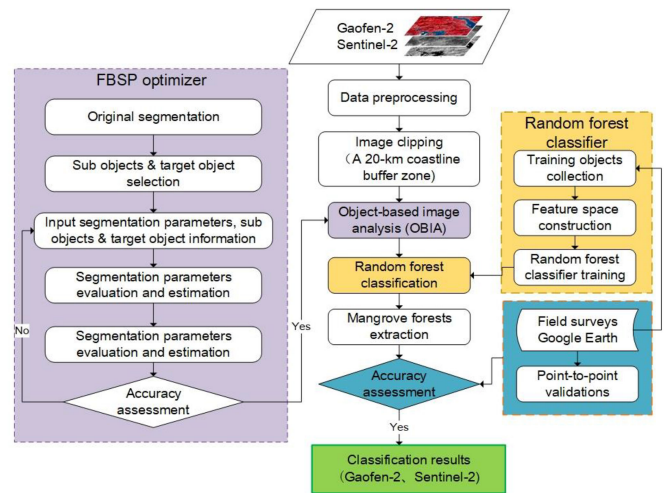 Gaofen-2
Sentinel-2
Data preprocessing
Image clipping
（A 20-km coastline
buffer zone)
Object-based image
analysis (OBIA)
Random forest
classification
Mangrove forests
extraction
Accuracy
assessment
Yes
Classification results
(Gaofen-2、Sentinel-2)
FBSP optimizer
Original segmentation
Sub objects & target object
selection
Input segmentation parameters, sub
objects & target object information
Segmentation parameters
evaluation and estimation
Segmentation parameters
evaluation and estimation
Accuracy
assessment
No
Yes
Random forest
classifier
Training objects
collection
Feature space
construction
Random forest
classifier training
Field surveys
Google Earth
Point-to-point
validations